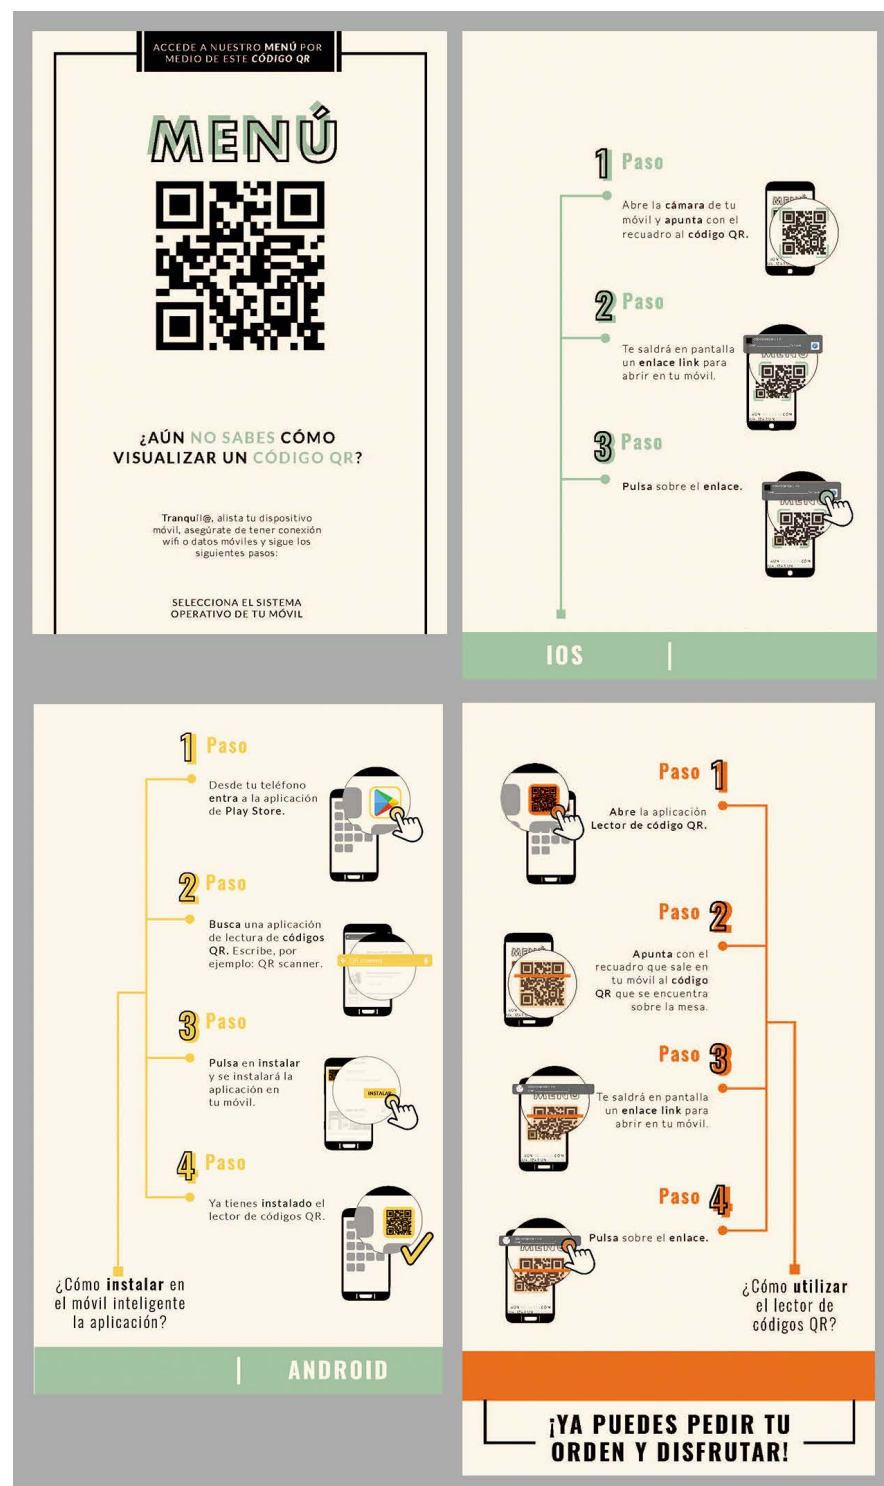 ACCEDE A NUESTRO MENÚ POR
MEDIO DE ESTE CÓDIGO QR
MENÚ
¿AÚN NO SABES CÓMO
VISUALIZAR UN CÓDIGO QR?
Tranquil@, alista tu dispositivo
móvil, asegúrate de tener conexión
wifi o datos móviles y sigue los
siguientes pasos:
SELECCIONA EL SISTEMA
OPERATIVO DE TU MÓVIL
1 Paso
Abre la cámara de tu
móvil y apunta con el
recuadro al código QR.
MENÚ
2 Paso
Te saldrá en pantalla
un enlace link para
abrir en tu móvil.
MENÚ
3 Paso
Pulsa sobre el enlace.
IOS |
1 Paso
Desde tu teléfono
entra a la aplicación
de Play Store.
2 Paso
Busca una aplicación
de lectura de códigos
QR. Escribe, por
ejemplo: QR scanner.
QR scanner
3 Paso
Pulsa en instalar
y se instalará la
aplicación en
tu móvil.
INSTALAR
4 Paso
Ya tienes instalado el
lector de códigos QR.
¿Cómo instalar en
el móvil inteligente
la aplicación?
| ANDROID
Paso 1
Abre la aplicación
Lector de código QR.
Paso 2
Apunta con el
recuadro que sale en
tu móvil al código
QR que se encuentra
sobre la mesa.
MENÚ
Paso 3
Te saldrá en pantalla
un enlace link para
abrir en tu móvil.
MENÚ
Paso 4
Pulsa sobre el enlace.
MENÚ
¿Cómo utilizar
el lector de
códigos QR?
¡YA PUEDES PEDIR TU
ORDEN Y DISFRUTAR!